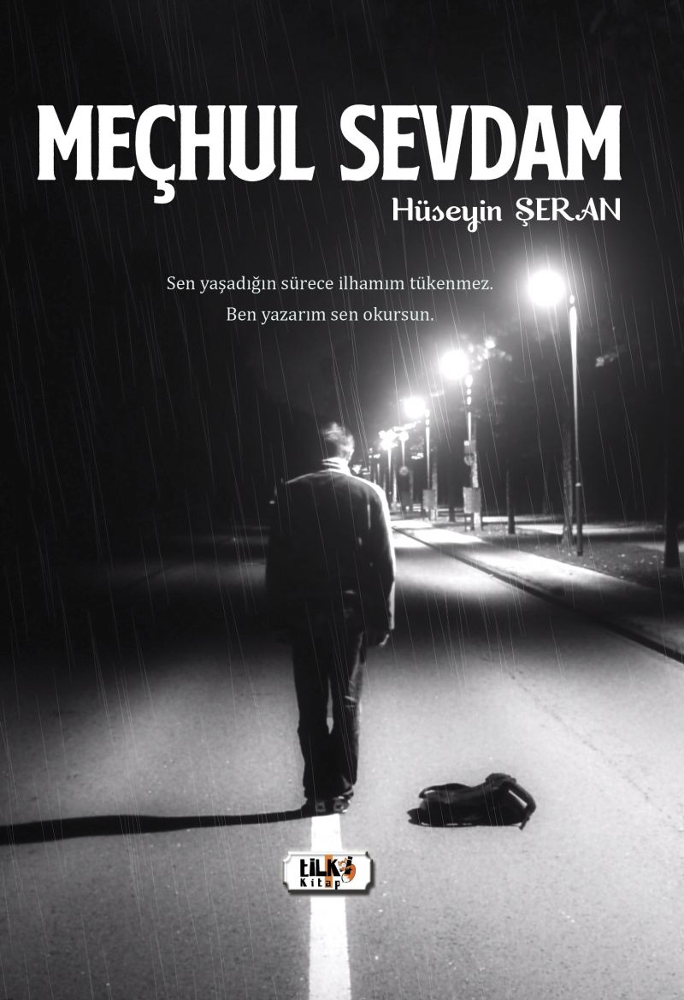 MEÇHUL SEVDAM
Hüseyin ŞERAN
Sen yaşadığın sürece ilhamım tükenmez.
Ben yazarım sen okursun.
tiLKi
Kitap